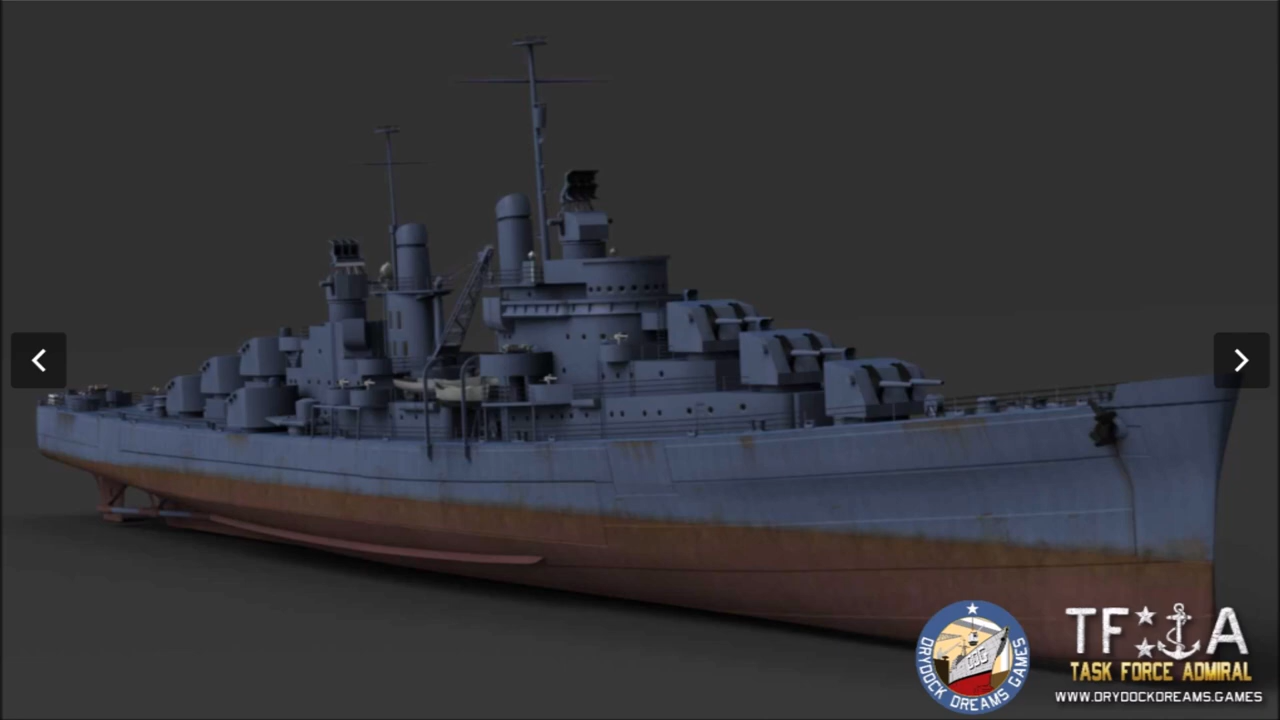 TF A
TASK FORCE ADMIRAL
WWW.DRYDOCKDREAMS.GAMES
DRYDOCK DREAMS GAMES
DDG